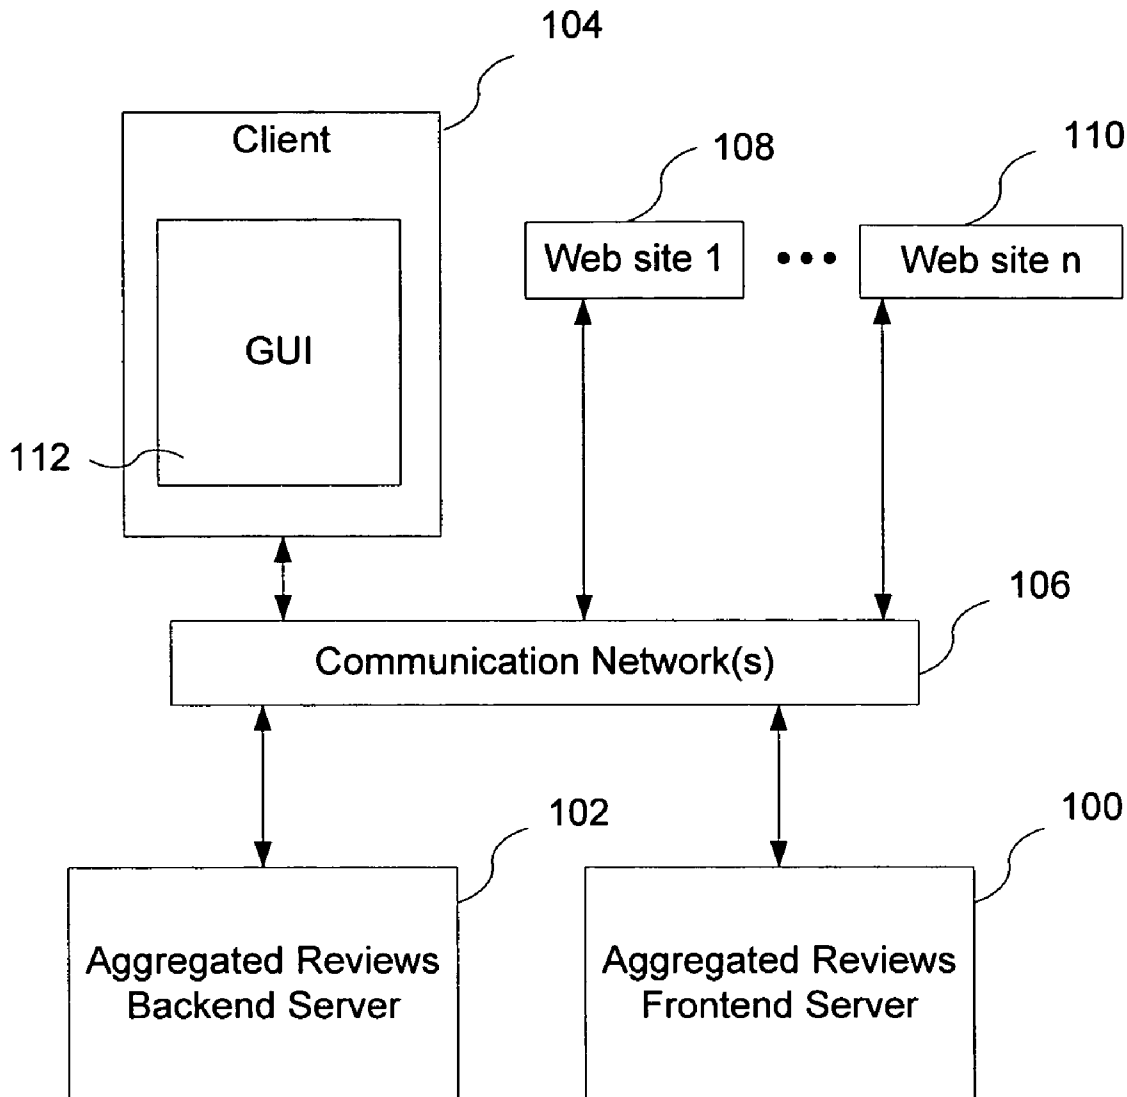 104
Client
108
110
Web site 1
Web site n
GUI
112
106
Communication Network(s)
102
100
Aggregated Reviews
Backend Server
Aggregated Reviews
Frontend Server